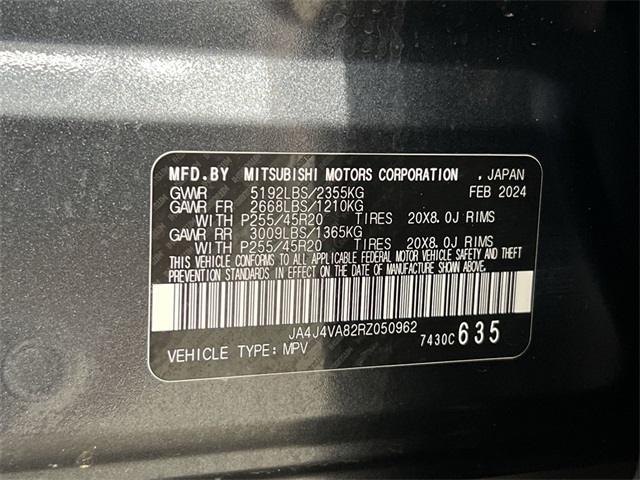 MFD.BY MITSUBISHI MOTORS CORPORATION , JAPAN
GVWR 5192LBS/2355KG FEB 2024
GAWR FR 2668LBS/1210KG
WITH P255/45R20 TIRES 20X8.0J RIMS
GAWR RR 3009LBS/1365KG
WITH P255/45R20 TIRES 20X8.0J RIMS
THIS VEHICLE CONFORMS TO ALL APPLICABLE FEDERAL MOTOR VEHICLE SAFETY AND THEFT
PREVENTION STANDARDS IN EFFECT ON THE DATE OF MANUFACTURE SHOWN ABOVE.
JA4J4VA82RZ050962
7430C 635
VEHICLE TYPE: MPV